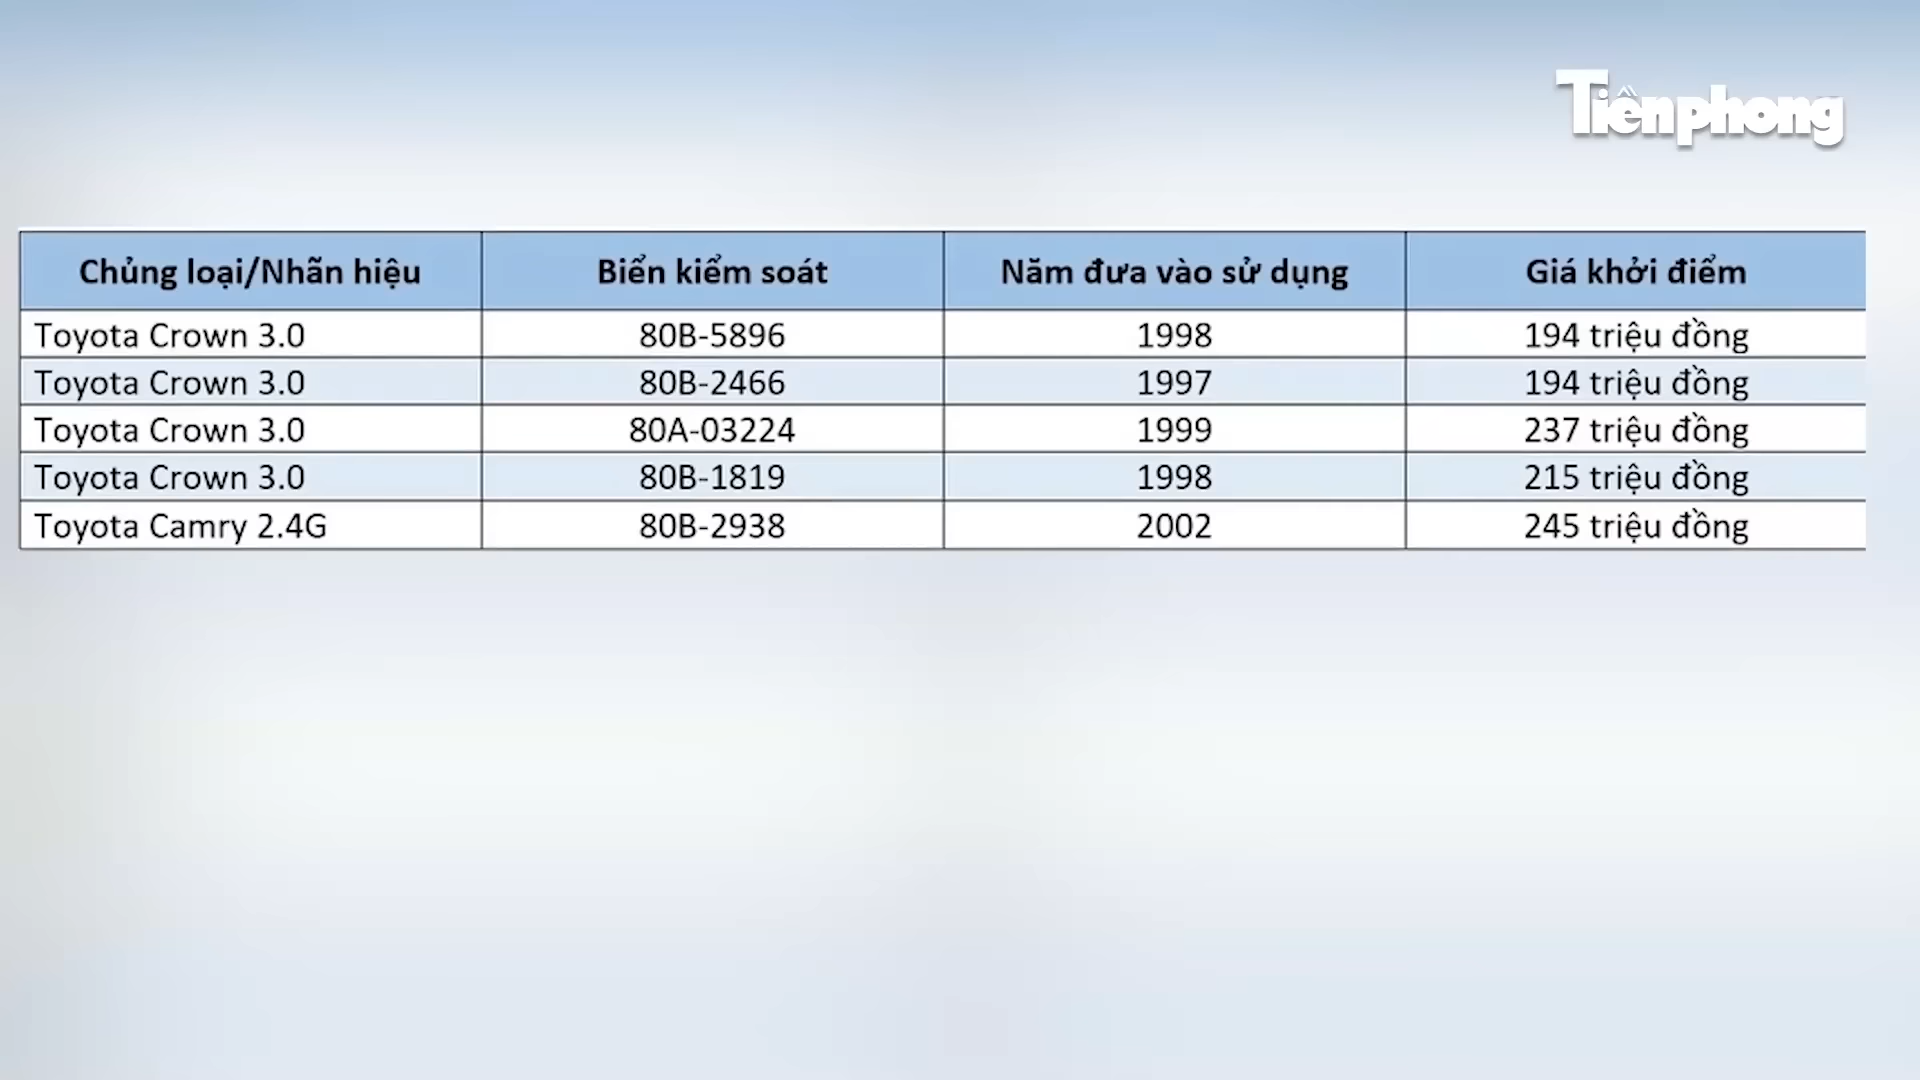 Tiềnphong
Chủng loại/Nhãn hiệu Biển kiểm soát Năm đưa vào sử dụng Giá khởi điểm
Toyota Crown 3.0 80B-5896 1998 194 triệu đồng
Toyota Crown 3.0 80B-2466 1997 194 triệu đồng
Toyota Crown 3.0 80A-03224 1999 237 triệu đồng
Toyota Crown 3.0 80B-1819 1998 215 triệu đồng
Toyota Camry 2.4G 80B-2938 2002 245 triệu đồng